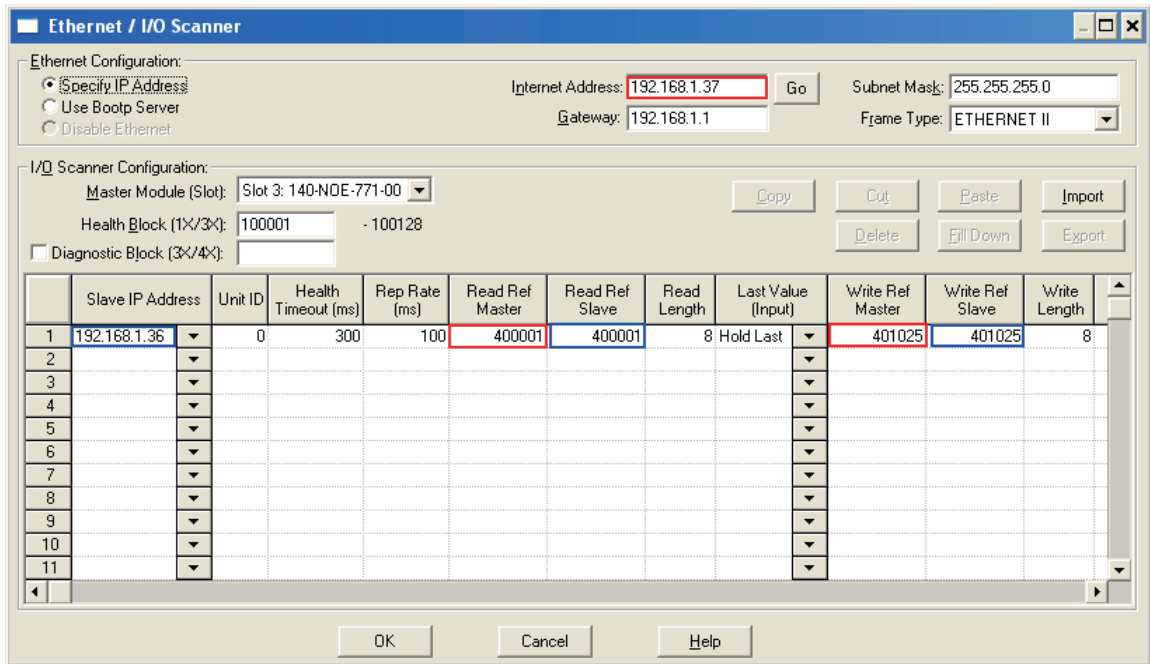 Ethernet / I/O Scanner
Ethernet Configuration:
Specify IP Address
Use Bootp Server
Disable Ethernet
Internet Address: 192.168.1.37 Go
Gateway: 192.168.1.1
Subnet Mask: 255.255.255.0
Frame Type: ETHERNET II
I/O Scanner Configuration:
Master Module (Slot): Slot 3: 140-NOE-771-00
Health Block (1X/3X): 100001 - 100128
Diagnostic Block (3X/4X):
Copy Cut Paste Import
Delete Fill Down Export
Slave IP Address Unit ID Health Timeout (ms) Rep Rate (ms) Read Ref Master Read Ref Slave Read Length Last Value (Input) Write Ref Master Write Ref Slave Write Length
1 192.168.1.36 0 300 100 400001 400001 8 Hold Last 401025 401025 8
2
3
4
5
6
7
8
9
10
11
OK Cancel Help